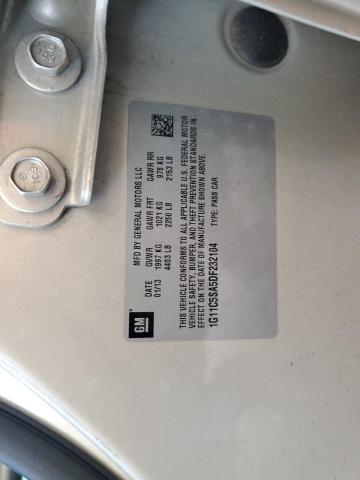 MFD BY GENERAL MOTORS LLC
DATE GVWR GAWR FRT GAWR RR
01/13 1997 KG 1021 KG 976 KG
4403 LB 2250 LB 2153 LB
THIS VEHICLE CONFORMS TO ALL APPLICABLE U.S. FEDERAL MOTOR
VEHICLE SAFETY, BUMPER, AND THEFT PREVENTION STANDARDS IN
EFFECT ON THE DATE OF MANUFACTURE SHOWN ABOVE.
1G11C5SA5DF232104 TYPE: PASS CAR
GM